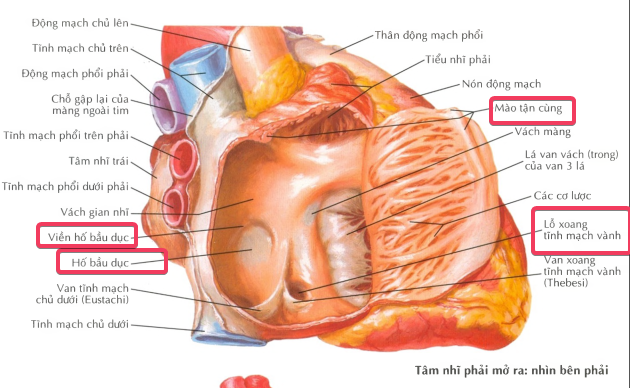 Động mạch chủ lên
Tĩnh mạch chủ trên
Động mạch phổi phải
Chỗ gập lại của
màng ngoài tim
Tĩnh mạch phổi trên phải
Tâm nhĩ trái
Tĩnh mạch phổi dưới phải
Vách gian nhĩ
Viền hố bầu dục
Hố bầu dục
Van tĩnh mạch
chủ dưới (Eustachi)
Tĩnh mạch chủ dưới
Thân động mạch phổi
Tiểu nhĩ phải
Nón động mạch
Mào tận cùng
Vách màng
Lá van vách (trong)
của van 3 lá
Các cơ lược
Lỗ xoang
tĩnh mạch vành
Van xoang
tĩnh mạch vành
(Thebesi)
Tâm nhĩ phải mở ra: nhìn bên phải